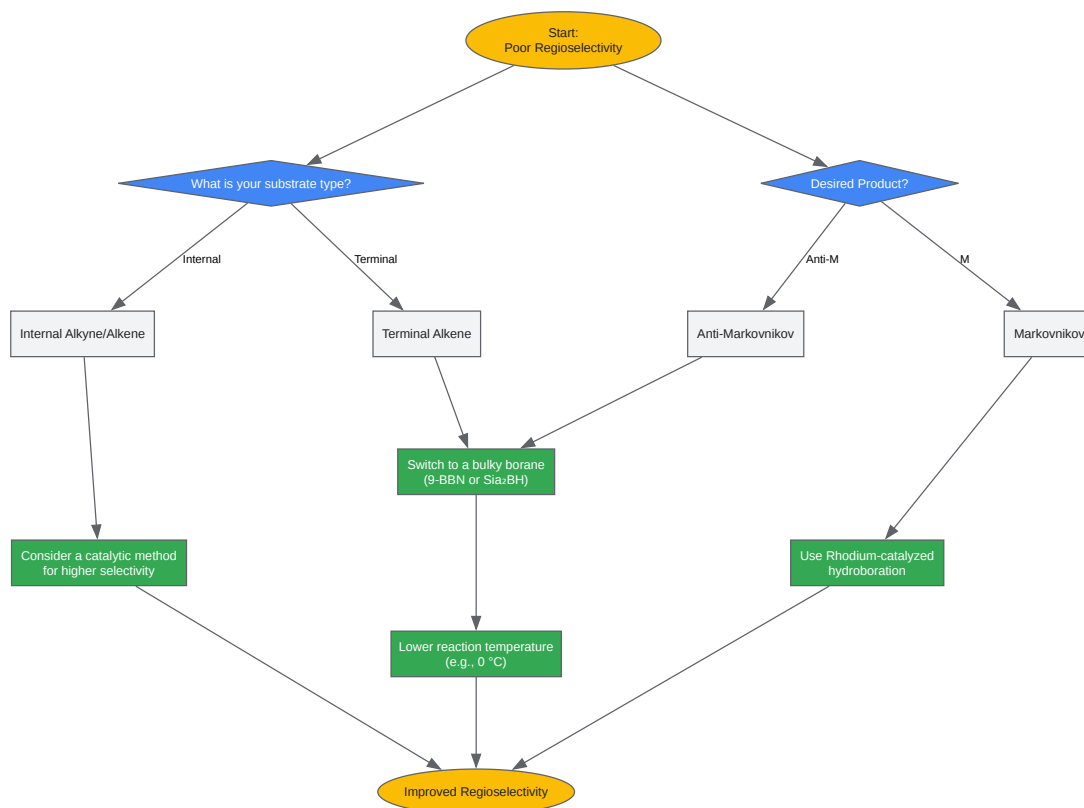 Start:
Poor Regioselectivity
What is your substrate type?
Desired Product?
Internal
Terminal
Anti-M
M
Internal Alkyne/Alkene
Terminal Alkene
Anti-Markovnikov
Markovnikov
Switch to a bulky borane
(9-BBN or Sia₂BH)
Consider a catalytic method
for higher selectivity
Use Rhodium-catalyzed
hydroboration
Lower reaction temperature
(e.g., 0 °C)
Improved Regioselectivity